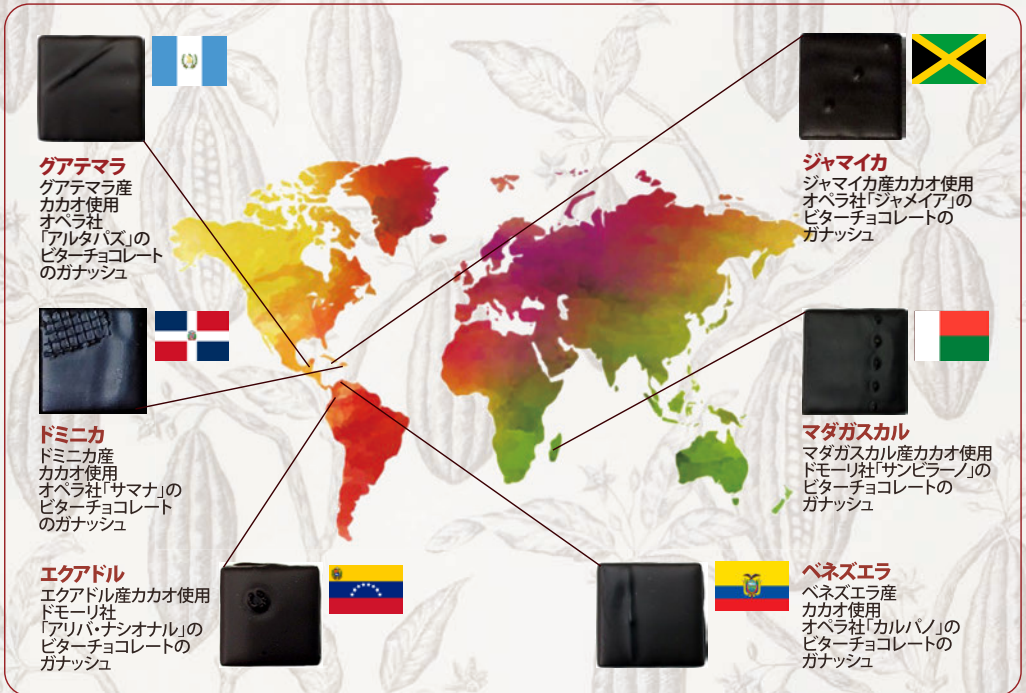 グアテマラ
グアテマラ産
カカオ使用
オペラ社
「アルタパズ」の
ビターチョコレート
のガナッシュ
ジャマイカ
ジャマイカ産カカオ使用
オペラ社「ジャメイア」の
ビターチョコレートの
ガナッシュ
ドミニカ
ドミニカ産
カカオ使用
オペラ社「サマナ」の
ビターチョコレート
のガナッシュ
マダガスカル
マダガスカル産カカオ使用
ドモーリ社「サンビラーノ」の
ビターチョコレートの
ガナッシュ
エクアドル
エクアドル産カカオ使用
ドモーリ社
「アリバ・ナシオナル」の
ビターチョコレートの
ガナッシュ
ベネズエラ
ベネズエラ産
カカオ使用
オペラ社「カルパノ」の
ビターチョコレートの
ガナッシュ